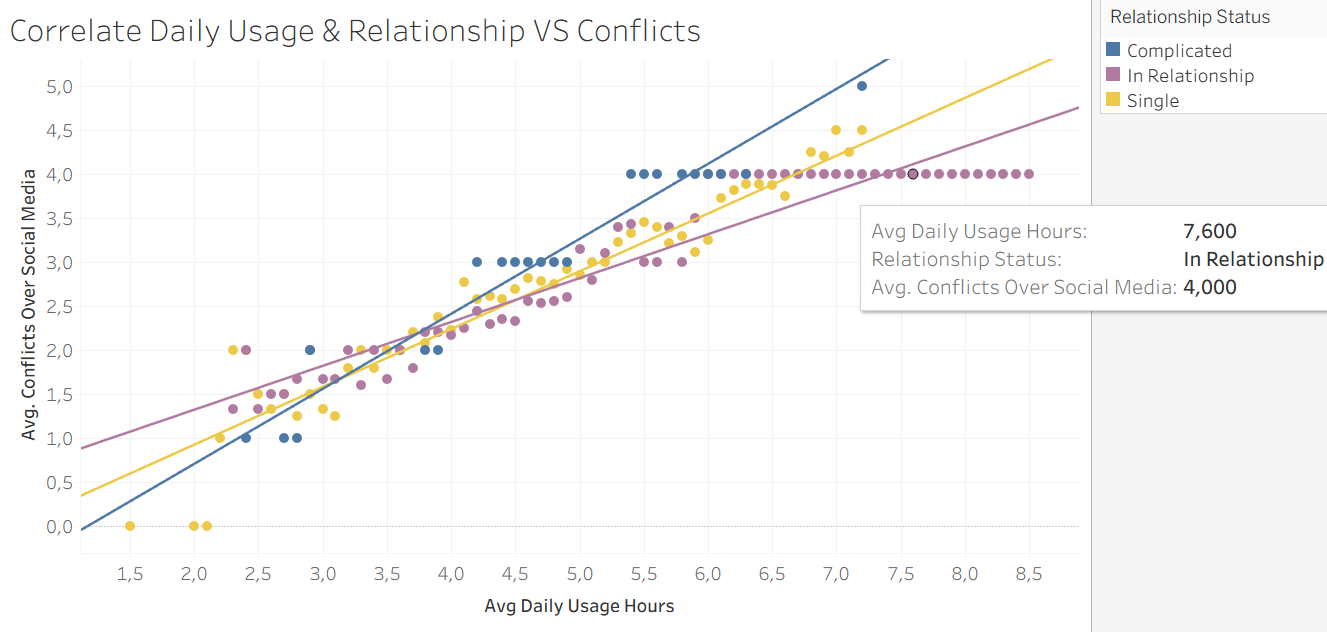 Correlate Daily Usage & Relationship VS Conflicts
Relationship Status
Complicated
In Relationship
Single
Avg. Conflicts Over Social Media
5,0
4,5
4,0
3,5
3,0
2,5
2,0
1,5
1,0
0,5
0,0
Avg Daily Usage Hours: 7,600
Relationship Status: In Relationship
Avg. Conflicts Over Social Media: 4,000
1,5 2,0 2,5 3,0 3,5 4,0 4,5 5,0 5,5 6,0 6,5 7,0 7,5 8,0 8,5
Avg Daily Usage Hours